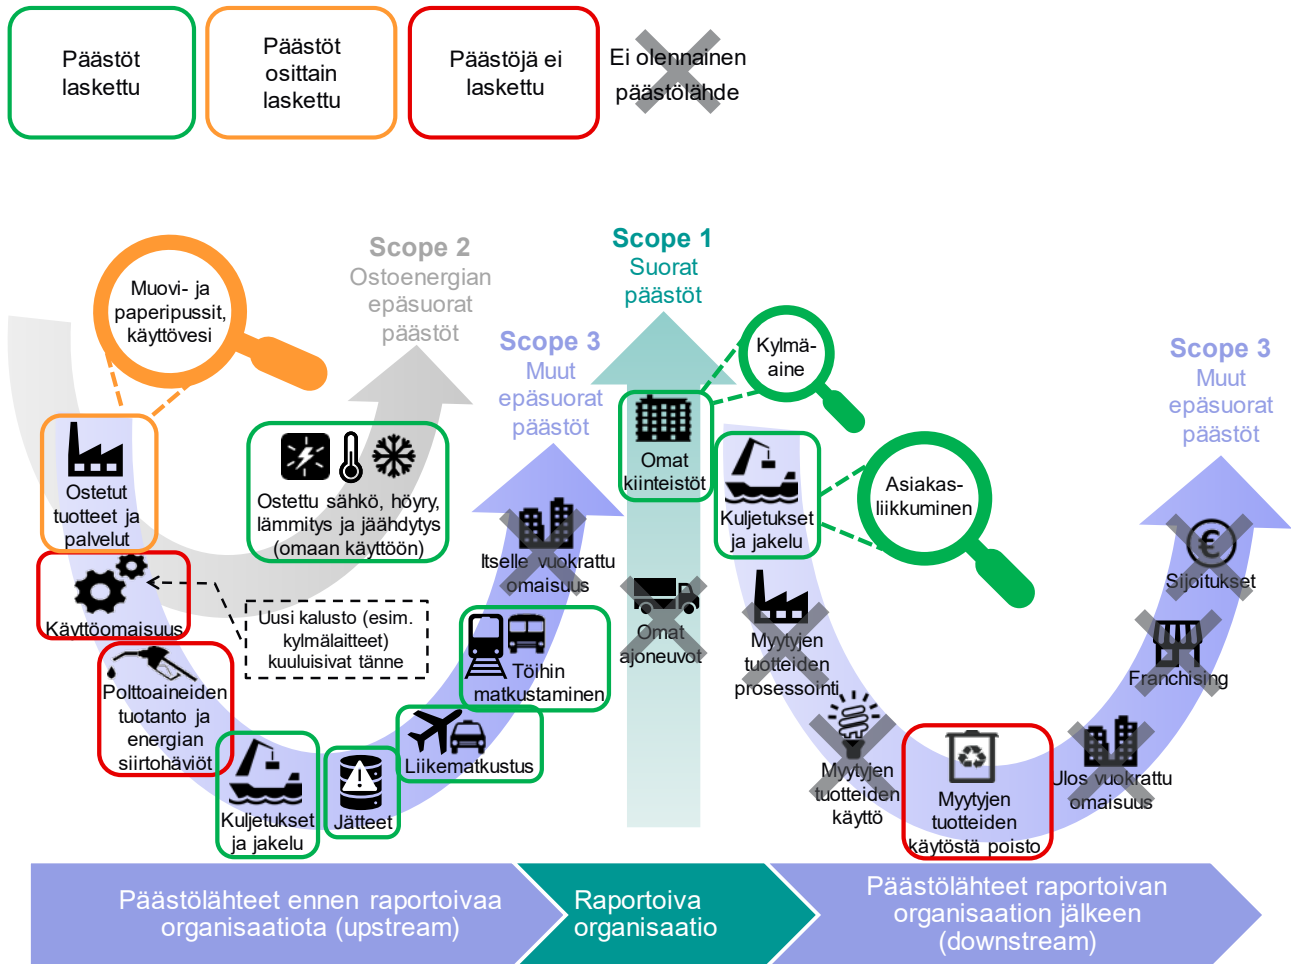 Päästöt
laskettu
Päästöt
osittain
laskettu
Päästöjä ei
laskettu
Ei olennainen
päästölähde
Scope 2
Ostoenergian
epäsuorat
päästöt
Scope 1
Suorat
päästöt
Scope 3
Muut
epäsuorat
päästöt
Scope 3
Muut
epäsuorat
päästöt
Muovi- ja
paperipussit,
käyttövesi
Kylmä-
aine
Asiakas-
liikkuminen
Ostetut
tuotteet ja
palvelut
Ostettu sähkö, höyry,
lämmitys ja jäähdytys
(omaan käyttöön)
Käyttöomaisuus
Uusi kalusto (esim.
kylmälaitteet)
kuuluisivat tänne
Polttoaineiden
tuotanto ja
energian
siirtohäviöt
Kuljetukset
ja jakelu
Jätteet
Liikematkustus
Töihin
matkustaminen
Itselle vuokrattu
omaisuus
Omat
kiinteistöt
Omat
ajoneuvot
Kuljetukset
ja jakelu
Myytyjen
tuotteiden
prosessointi
Myytyjen
tuotteiden
käyttö
Myytyjen
tuotteiden
käytöstä poisto
Ulos vuokrattu
omaisuus
Franchising
Sijoitukset
Päästölähteet ennen raportoivaa
organisaatiota (upstream)
Raportoiva
organisaatio
Päästölähteet raportoivan
organisaation jälkeen
(downstream)